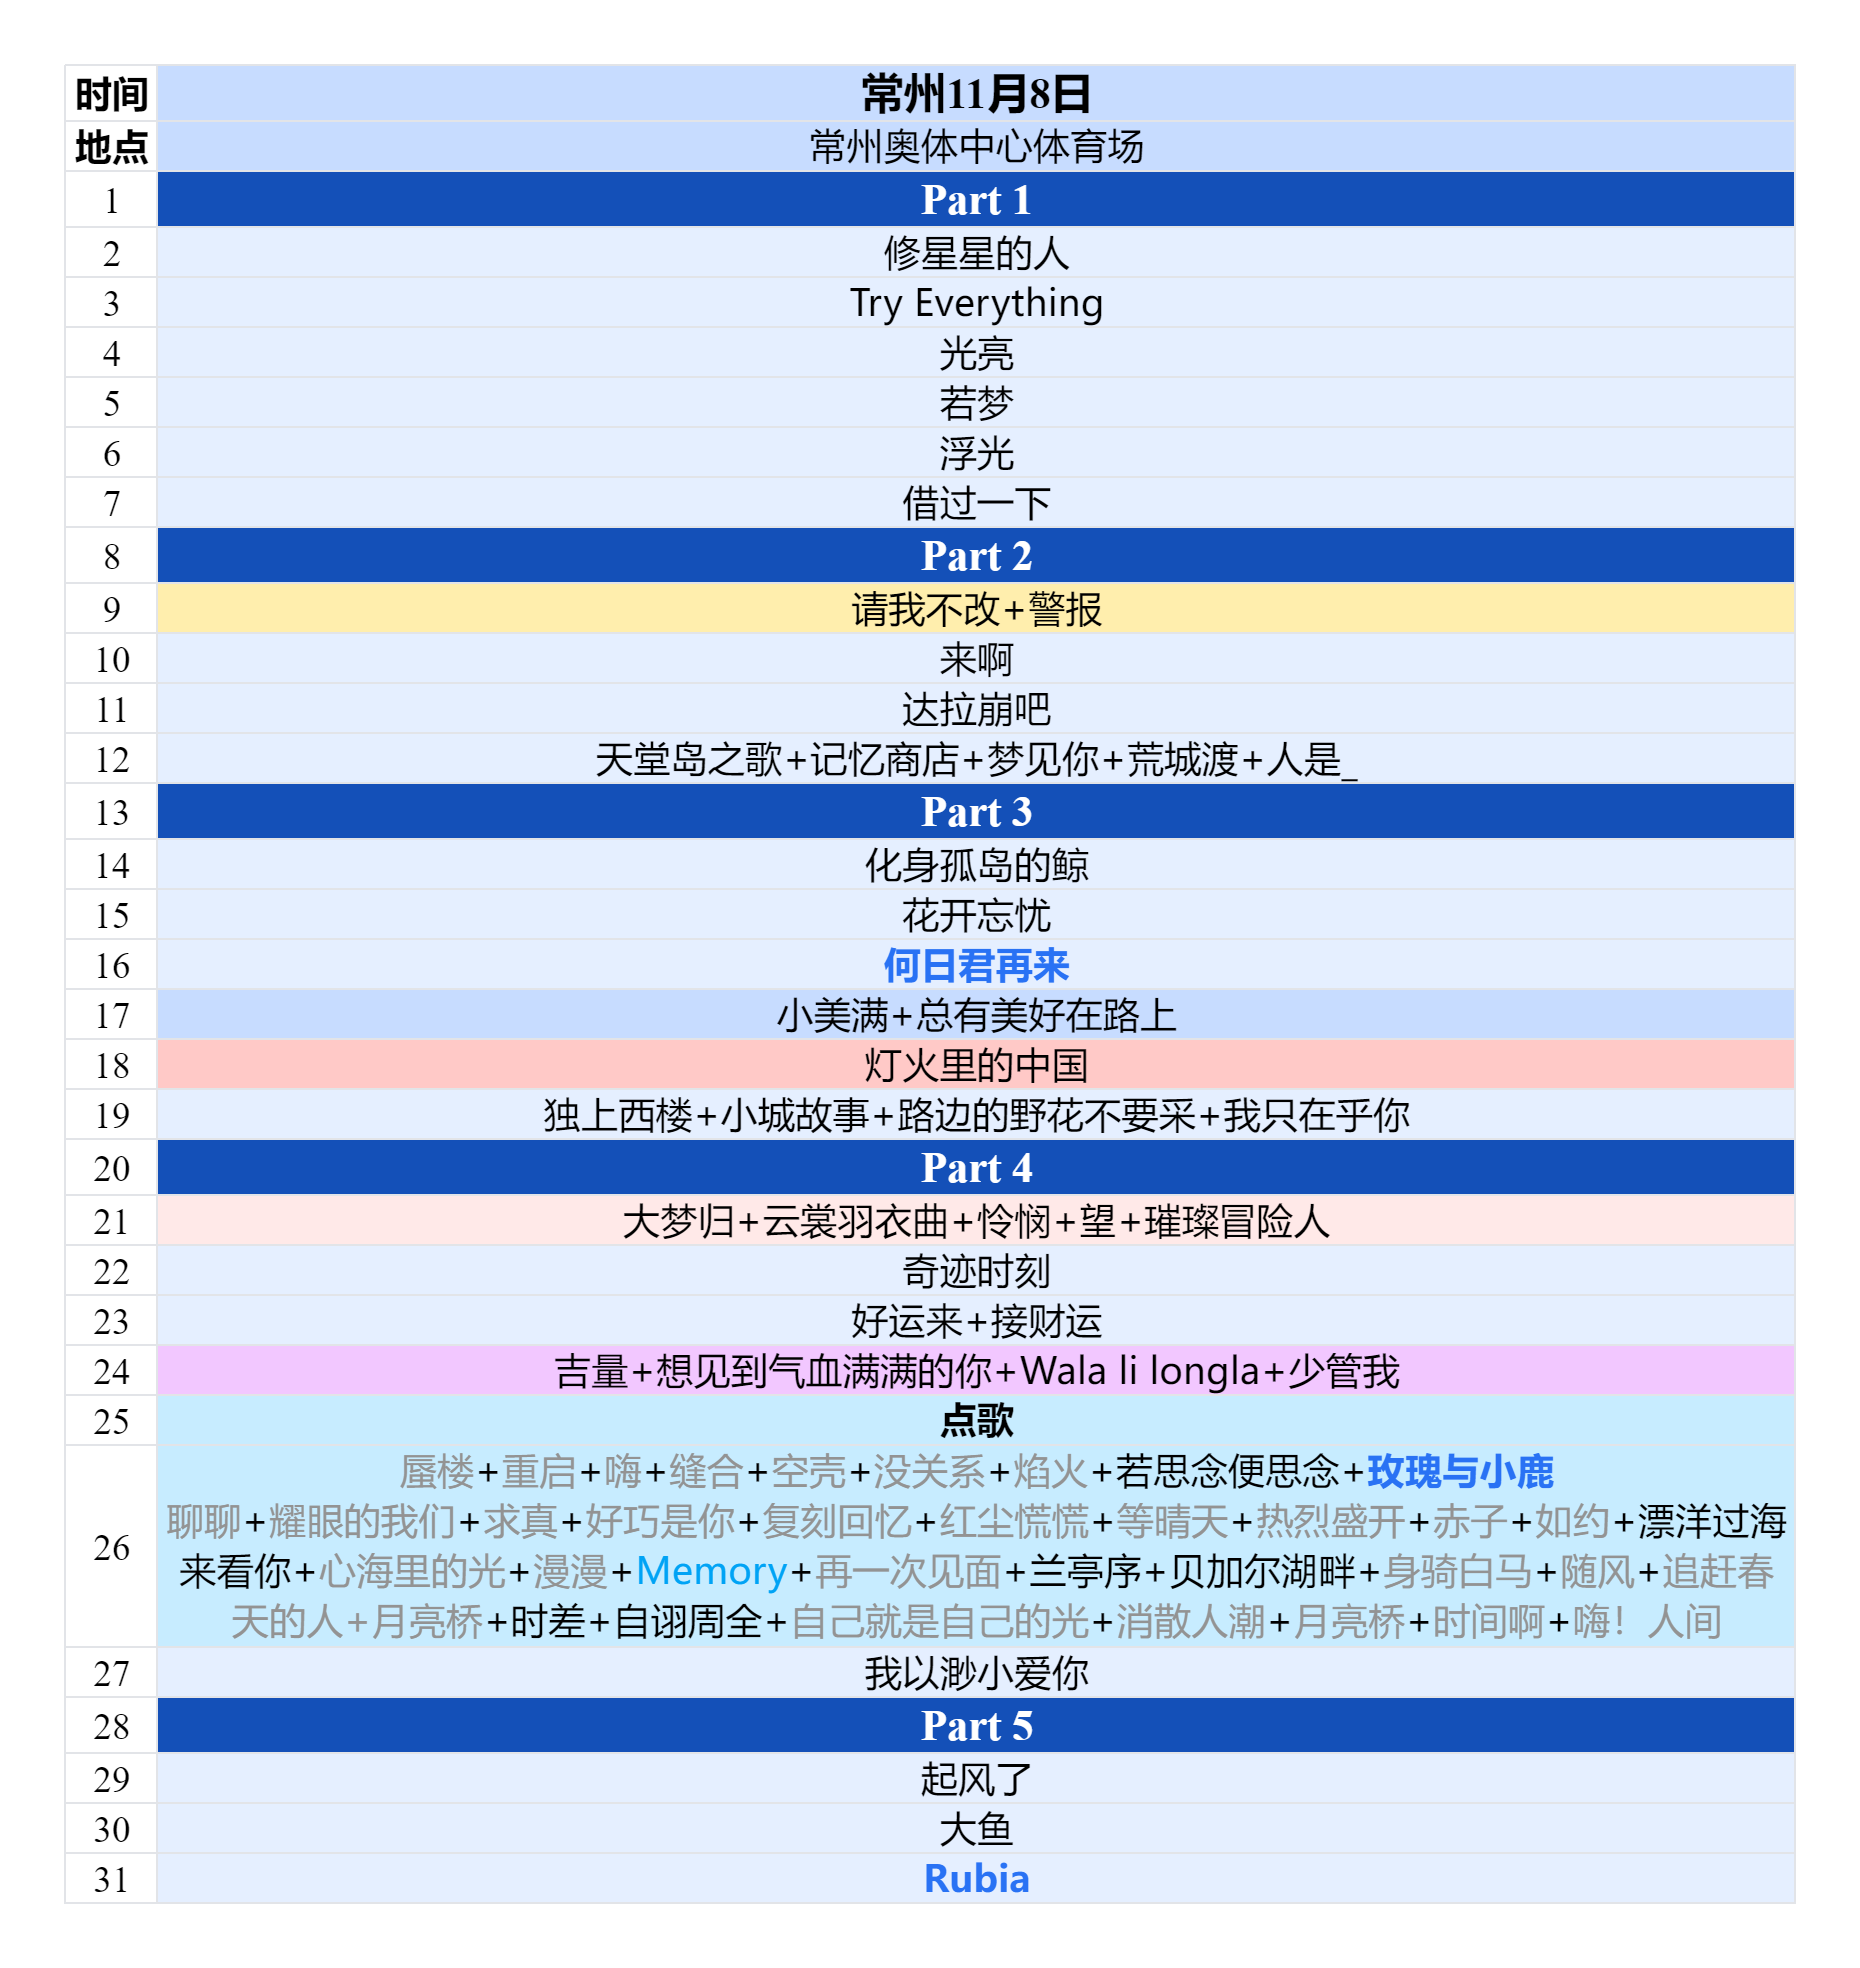 时间 常州11月8日
地点 常州奥体中心体育场
1 Part 1
2 修星星的人
3 Try Everything
4 光亮
5 若梦
6 浮光
7 借过一下
8 Part 2
9 请我不改+警报
10 来啊
11 达拉崩吧
12 天堂岛之歌+记忆商店+梦见你+荒城渡+人是_
13 Part 3
14 化身孤岛的鲸
15 花开忘忧
16 何日君再来
17 小美满+总有美好在路上
18 灯火里的中国
19 独上西楼+小城故事+路边的野花不要采+我只在乎你
20 Part 4
21 大梦归+云裳羽衣曲+怜悯+望+璀璨冒险人
22 奇迹时刻
23 好运来+接财运
24 吉量+想见到气血满满的你+Wala li longla+少管我
25 点歌
26 蜃楼+重启+嗨+缝合+空壳+没关系+焰火+若思念便思念+玫瑰与小鹿
聊聊+耀眼的我们+求真+好巧是你+复刻回忆+红尘慌慌+等晴天+热烈盛开+赤子+如约+漂洋过海
来看你+心海里的光+漫漫+Memory+再一次见面+兰亭序+贝加尔湖畔+身骑白马+随风+追赶春
天的人+月亮桥+时差+自诩周全+自己就是自己的光+消散人潮+月亮桥+时间啊+嗨！人间
27 我以渺小爱你
28 Part 5
29 起风了
30 大鱼
31 Rubia